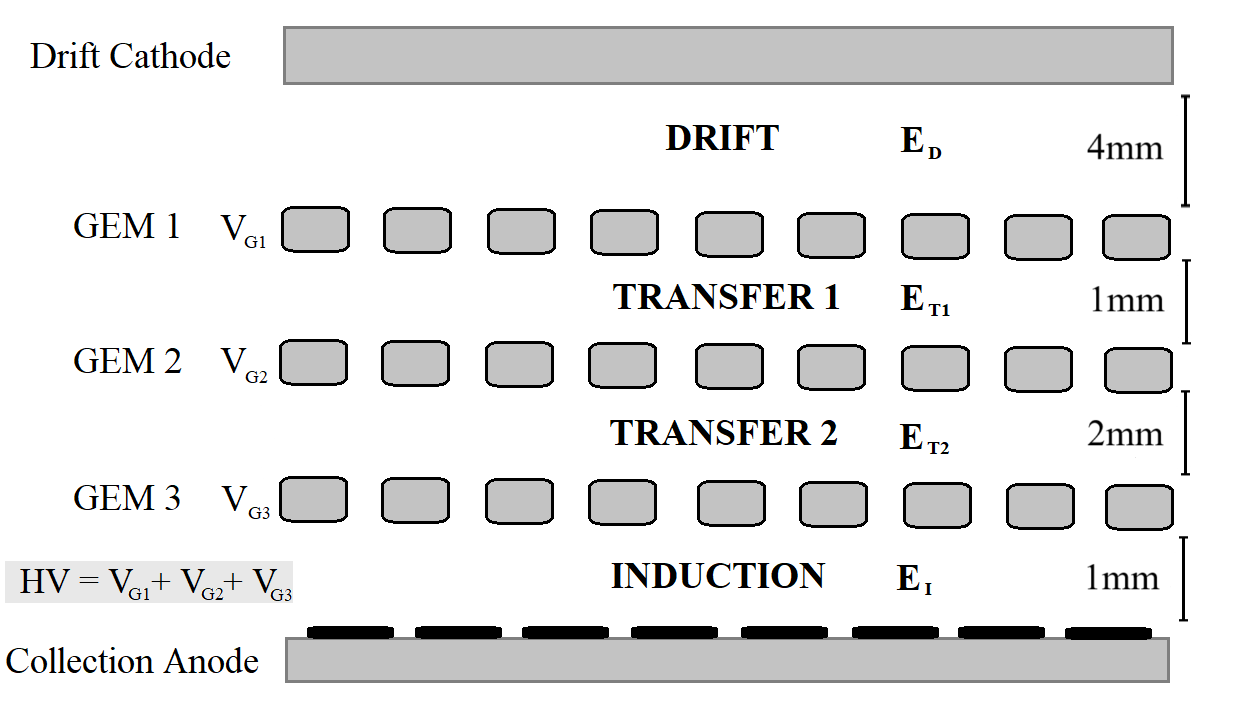 Drift Cathode
DRIFT E_D 4mm
GEM 1 V_G1
TRANSFER 1 E_T1 1mm
GEM 2 V_G2
TRANSFER 2 E_T2 2mm
GEM 3 V_G3
INDUCTION E_I 1mm
HV = V_G1 + V_G2 + V_G3
Collection Anode